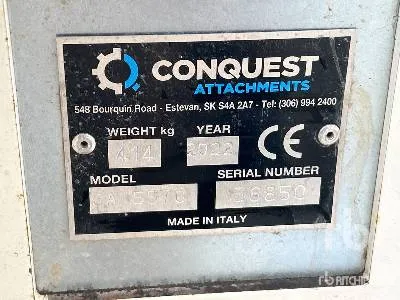 CONQUEST
ATTACHMENTS
548 Bourquin Road - Estevan, SK S4A 2A7 - Tel: (306) 994 2400
WEIGHT kg YEAR
414 2022
CE
MODEL SERIAL NUMBER
MADE IN ITALY
rb